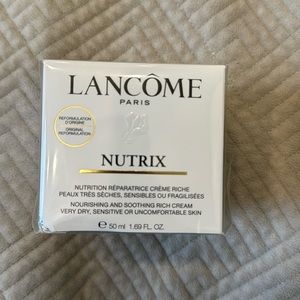 LANCÔME
PARIS
REFORMULATION
D'ORIGINE
ORIGINAL
REFORMULATION
NUTRIX
NUTRITION RÉPARATRICE CRÈME RICHE
PEAUX TRÈS SÈCHES, SENSIBLES OU FRAGILISÉES
NOURISHING AND SOOTHING RICH CREAM
VERY DRY, SENSITIVE OR UNCOMFORTABLE SKIN
℮ 50 ml 1.69 FL. OZ.